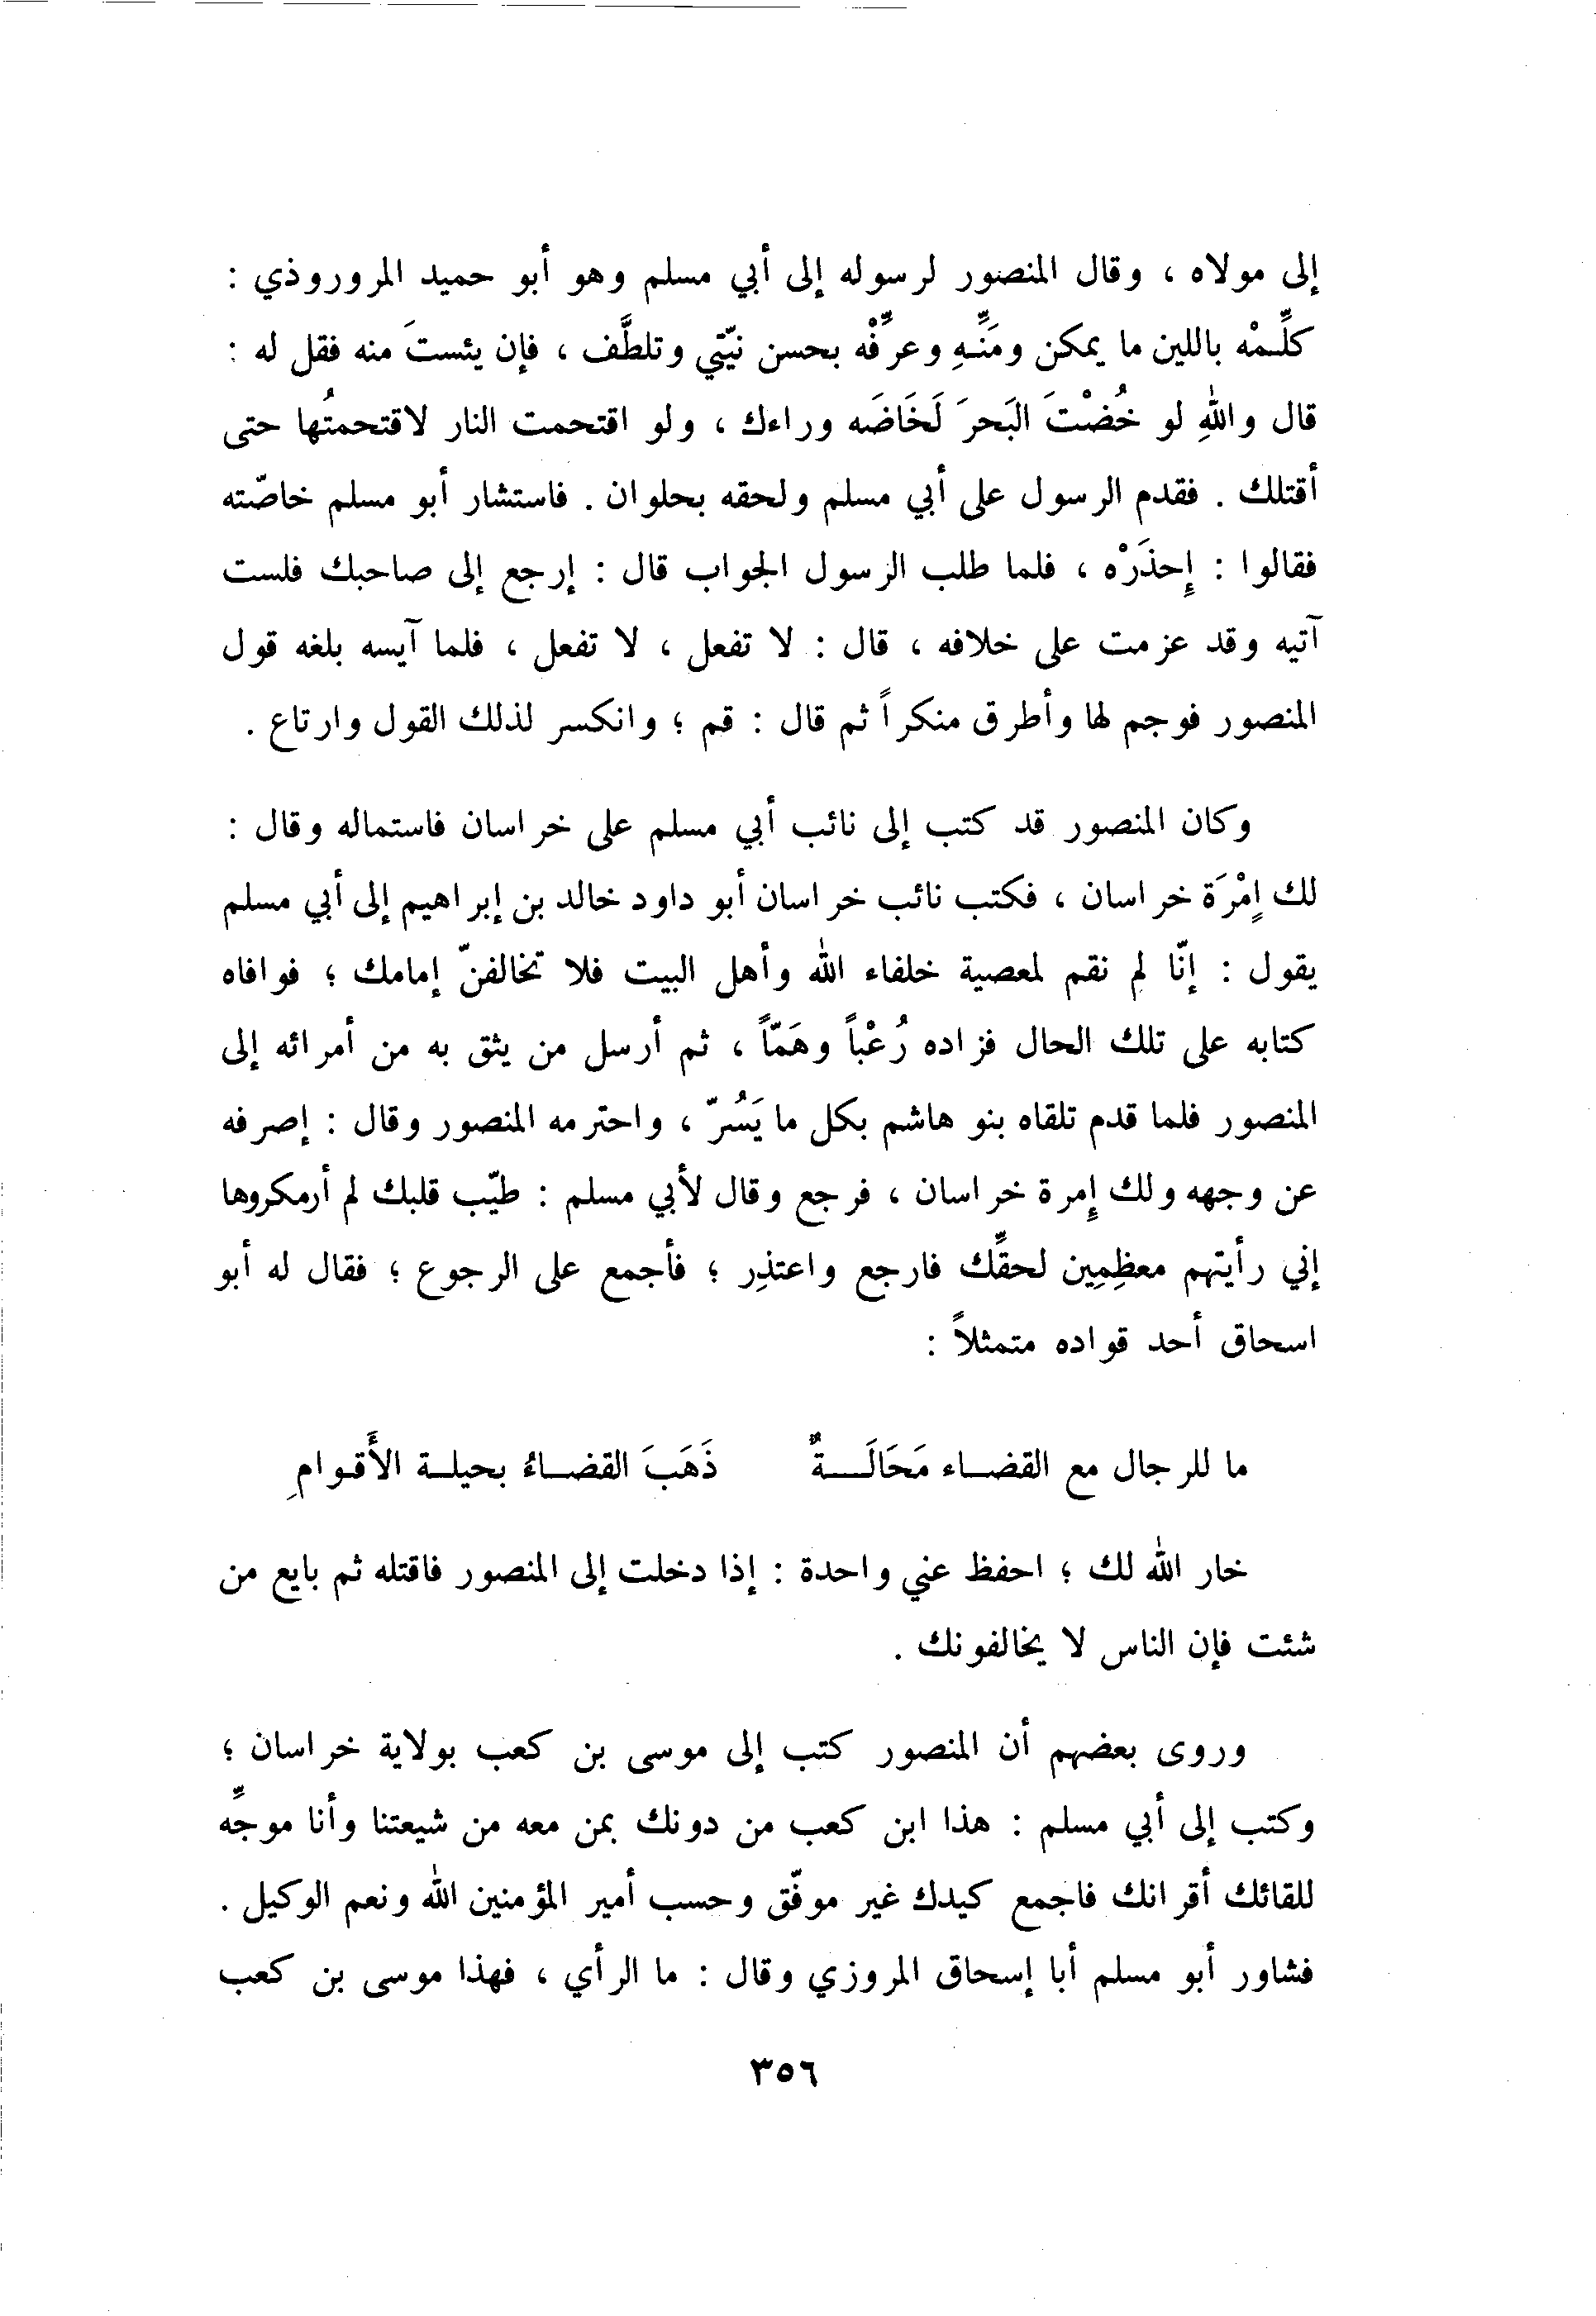 إلى مولاه ، وقال المنصور لرسوله إلى أبي مسلم وهو أبو حميد المروروذي :
كلِّـمْه باللين ما يمكن ومَنِّـهِ وعرِّفْه بحسن نيّتي وتلطَّف ، فإن يئستَ منه فقل له :
قال واللهِ لو خُضْتَ البَحرَ لَخَاضَه وراءك ، ولو اقتحمت النار لاقتحمتُها حتى
أقتلك . فقدم الرسول على أبي مسلم ولحقه بحلوان . فاستشار أبو مسلم خاصّته
فقالوا : إِحذَرْه ، فلما طلب الرسول الجواب قال : إرجع إلى صاحبك فلست
آتيه وقد عزمت على خلافه ، قال : لا تفعل ، لا تفعل ، فلما آيسه بلغه قول
المنصور فوجم لها وأطرق منكراً ثم قال : قم ؛ وانكسر لذلك القول وارتاع .
وكان المنصور قد كتب إلى نائب أبي مسلم على خراسان فاستماله وقال :
لك اِمْرَة خراسان ، فكتب نائب خراسان أبو داود خالد بن إبراهيم إلى أبي مسلم
يقول : إنّا لم نقم لمعصية خلفاء الله وأهل البيت فلا تخالفنّ إمامك ؛ فوافاه
كتابه على تلك الحال فزاده رُعْباً وهَمّاً ، ثم أرسل من يثق به من أمرائه إلى
المنصور فلما قدم تلقاه بنو هاشم بكل ما يَسُرّ ، واحترمه المنصور وقال : إصرفه
عن وجهه ولك إِمرة خراسان ، فرجع وقال لأبي مسلم : طيّب قلبك لم أرمكروها
إني رأيتهم معظِمِين لحقِّك فارجع واعتذِر ؛ فأجمع على الرجوع ؛ فقال له أبو
اسحاق أحد قواده متمثلاً :
ما للرجال مع القضـاء مَحَالَـــةٌ ذَهَبَ القضـاءُ بحيلـة الأَقـوامِ
خار الله لك ؛ احفظ عني واحدة : إذا دخلت إلى المنصور فاقتله ثم بايع من
شئت فإن الناس لا يخالفونك .
وروى بعضهم أن المنصور كتب إلى موسى بن كعب بولاية خراسان ؛
وكتب إلى أبي مسلم : هذا ابن كعب من دونك بمن معه من شيعتنا وأنا موجِّه
للقائك أقرانك فاجمع كيدك غير موفّق وحسب أمير المؤمنين الله ونعم الوكيل .
فشاور أبو مسلم أبا إسحاق المروزي وقال : ما الرأي ، فهذا موسى بن كعب
٣٥٦